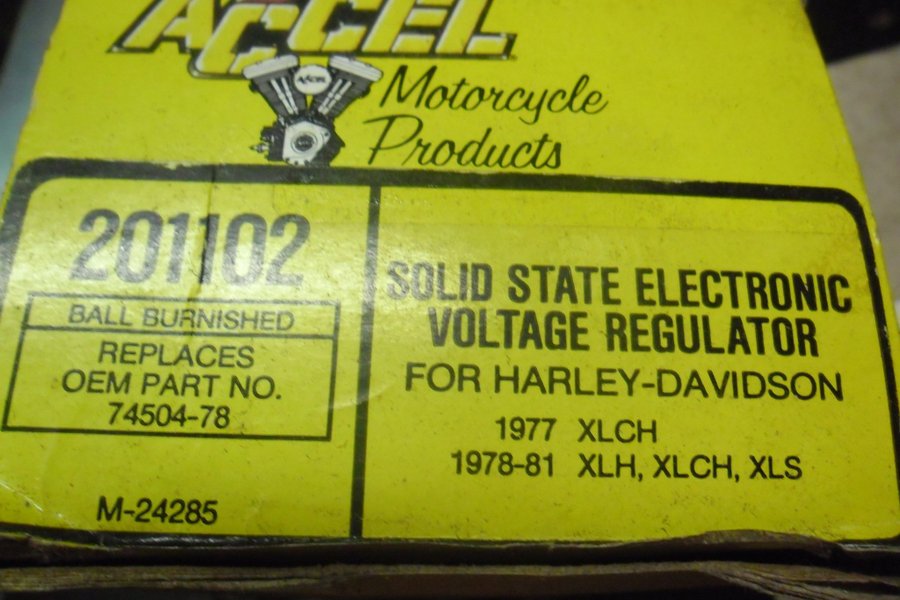 ACCEL
ACCEL
Motorcycle
Products
201102
BALL BURNISHED
REPLACES
OEM PART NO.
74504-78
M-24285
SOLID STATE ELECTRONIC
VOLTAGE REGULATOR
FOR HARLEY-DAVIDSON
1977 XLCH
1978-81 XLH, XLCH, XLS